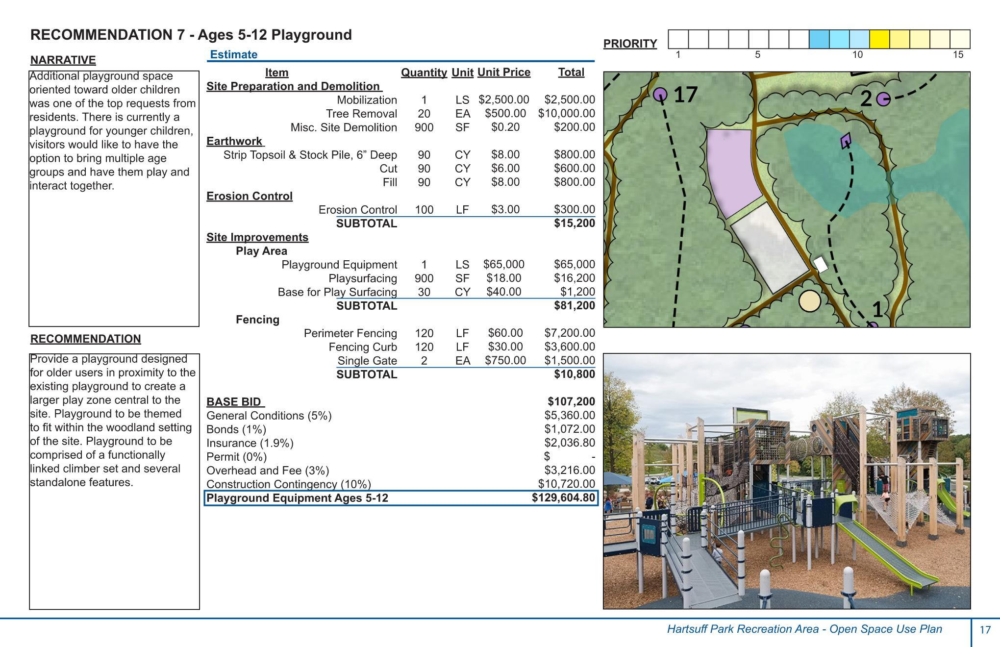 RECOMMENDATION 7 - Ages 5-12 Playground
NARRATIVE
Additional playground space
oriented toward older children
was one of the top requests from
residents. There is currently a
playground for younger children,
visitors would like to have the
option to bring multiple age
groups and have them play and
interact together.
RECOMMENDATION
Provide a playground designed
for older users in proximity to the
existing playground to create a
larger play zone central to the
site. Playground to be themed
to fit within the woodland setting
of the site. Playground to be
comprised of a functionally
linked climber set and several
standalone features.
Estimate
Item Quantity Unit Unit Price Total
Site Preparation and Demolition
Mobilization 1 LS $2,500.00 $2,500.00
Tree Removal 20 EA $500.00 $10,000.00
Misc. Site Demolition 900 SF $0.20 $200.00
Earthwork
Strip Topsoil & Stock Pile, 6” Deep 90 CY $8.00 $800.00
Cut 90 CY $6.00 $600.00
Fill 90 CY $8.00 $800.00
Erosion Control
Erosion Control 100 LF $3.00 $300.00
SUBTOTAL $15,200
Site Improvements
Play Area
Playground Equipment 1 LS $65,000 $65,000
Playsurfacing 900 SF $18.00 $16,200
Base for Play Surfacing 30 CY $40.00 $1,200
SUBTOTAL $81,200
Fencing
Perimeter Fencing 120 LF $60.00 $7,200.00
Fencing Curb 120 LF $30.00 $3,600.00
Single Gate 2 EA $750.00 $1,500.00
SUBTOTAL $10,800
BASE BID $107,200
General Conditions (5%) $5,360.00
Bonds (1%) $1,072.00
Insurance (1.9%) $2,036.80
Permit (0%) $ -
Overhead and Fee (3%) $3,216.00
Construction Contingency (10%) $10,720.00
Playground Equipment Ages 5-12 $129,604.80
PRIORITY
1 5 10 15
17
2
1
Hartsuff Park Recreation Area - Open Space Use Plan
17